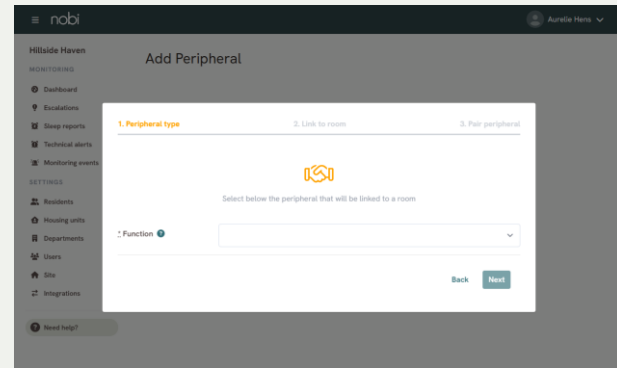 nobi
Aurelie Hens
Hillside Haven
MONITORING
Dashboard
Escalations
Sleep reports
Technical alerts
Monitoring events
SETTINGS
Residents
Housing units
Departments
Users
Site
Integrations
? Need help?
Add Peripheral
1. Peripheral type
2. Link to room
3. Pair peripheral
Select below the peripheral that will be linked to a room
* Function ?
Back
Next